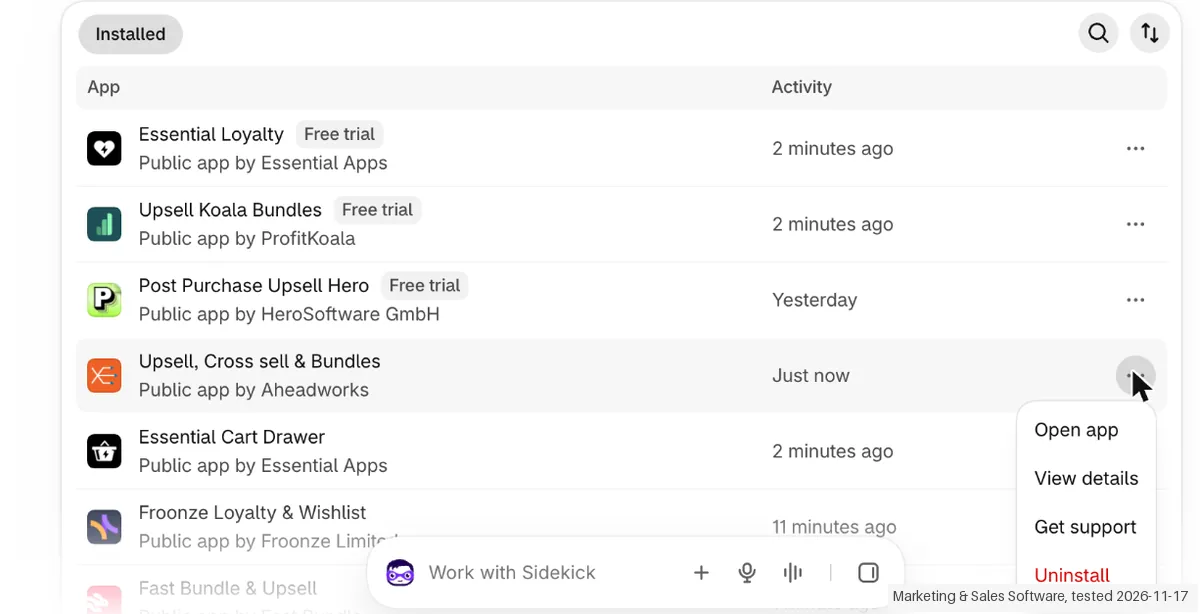 Installed
App Activity
Essential Loyalty Free trial
Public app by Essential Apps
2 minutes ago
Upsell Koala Bundles Free trial
Public app by ProfitKoala
2 minutes ago
Post Purchase Upsell Hero Free trial
Public app by HeroSoftware GmbH
Yesterday
Upsell, Cross sell & Bundles
Public app by Aheadworks
Just now
Open app
View details
Get support
Uninstall
Essential Cart Drawer
Public app by Essential Apps
2 minutes ago
Froonze Loyalty & Wishlist
Public app by Froonze
11 minutes ago
Fast Bundle & Upsell
Work with Sidekick
Marketing & Sales Software, tested 2026-11-17